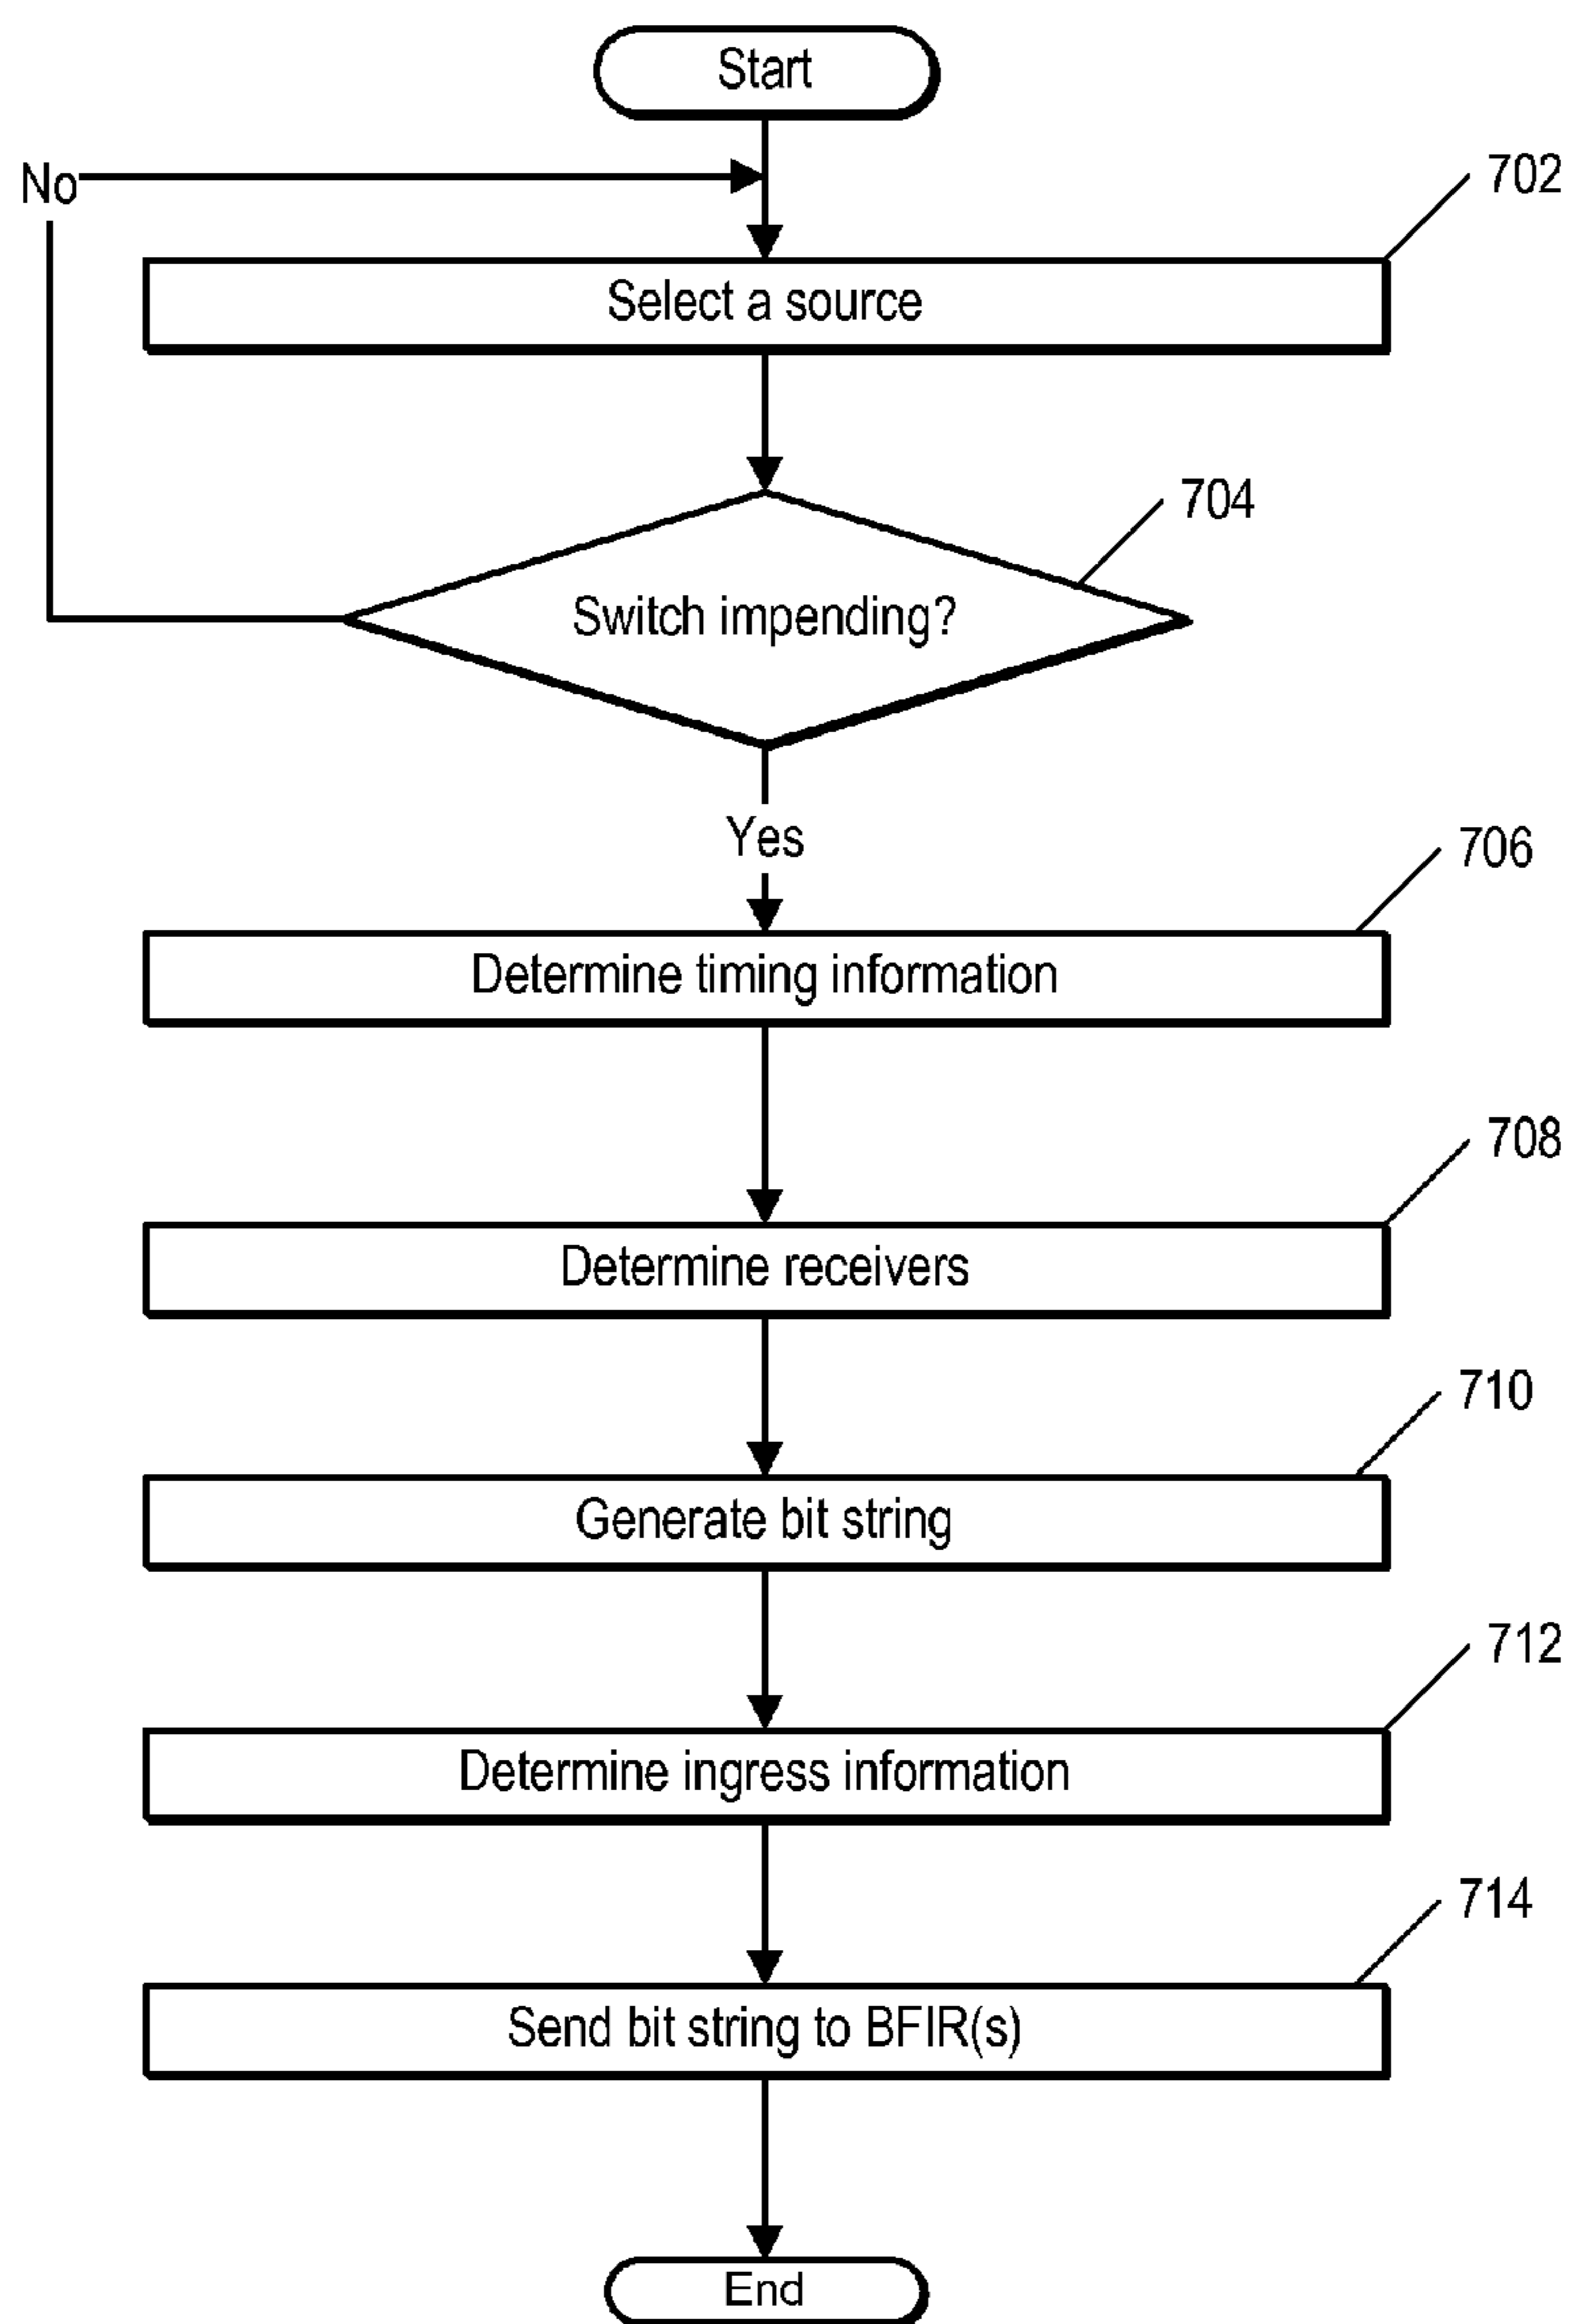 Start
No
702
Select a source
704
Switch impending?
Yes
706
Determine timing information
708
Determine receivers
710
Generate bit string
712
Determine ingress information
714
Send bit string to BFIR(s)
End